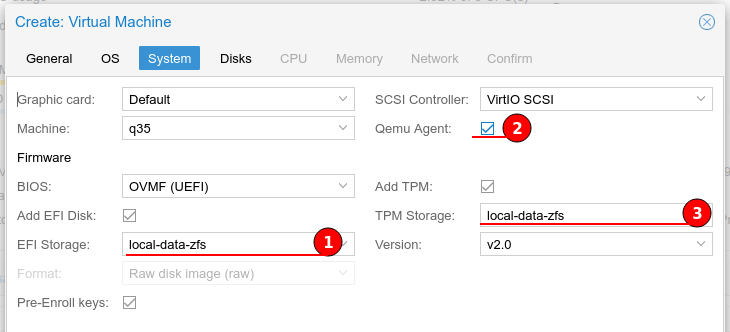 Create: Virtual Machine
General OS System Disks CPU Memory Network Confirm
Graphic card: Default SCSI Controller: VirtIO SCSI
Machine: q35 Qemu Agent: 2
Firmware
BIOS: OVMF (UEFI) Add TPM:
Add EFI Disk: TPM Storage: local-data-zfs 3
EFI Storage: local-data-zfs 1 Version: v2.0
Format: Raw disk image (raw)
Pre-Enroll keys: